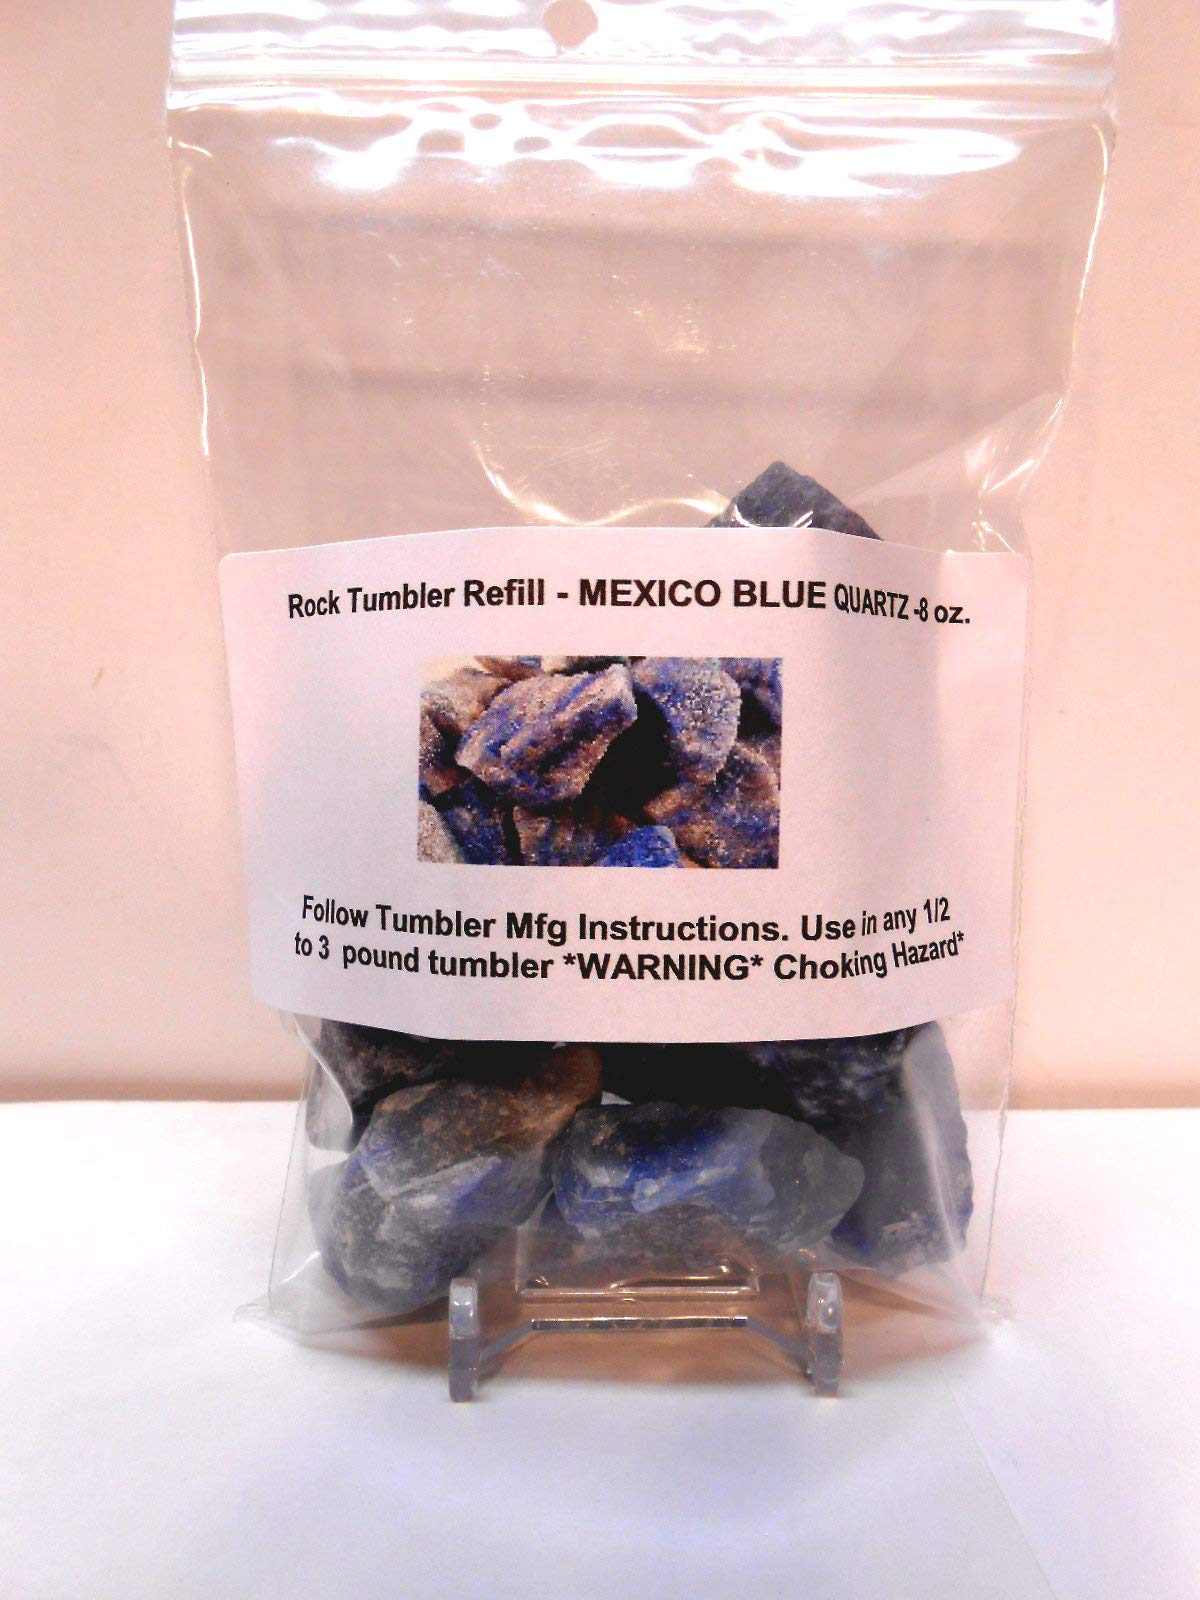 Rock Tumbler Refill - MEXICO BLUE QUARTZ -8 oz.
Follow Tumbler Mfg Instructions. Use in any 1/2
to 3 pound tumbler *WARNING* Choking Hazard*